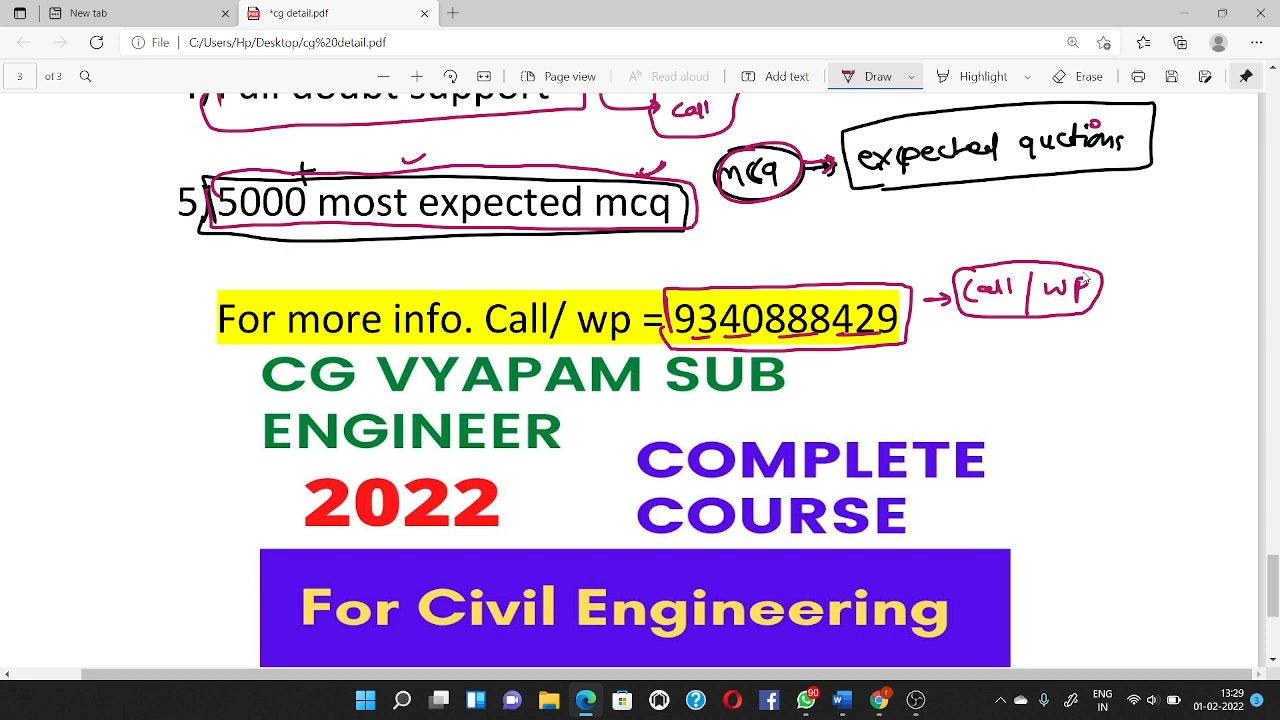 New tab
*cg detail.pdf
File
C:/Users/Hp/Desktop/cg%20detail.pdf
3 of 3
Page view
Read aloud
Add text
Draw
Highlight
Erase
Call
mcq
expected quctions
5) 5000 most expected mcq
For more info. Call/ wp = 9340888429
Call | WP
CG VYAPAM SUB
ENGINEER
2022
COMPLETE
COURSE
For Civil Engineering
90
ENG
IN
13:29
01-02-2022
3